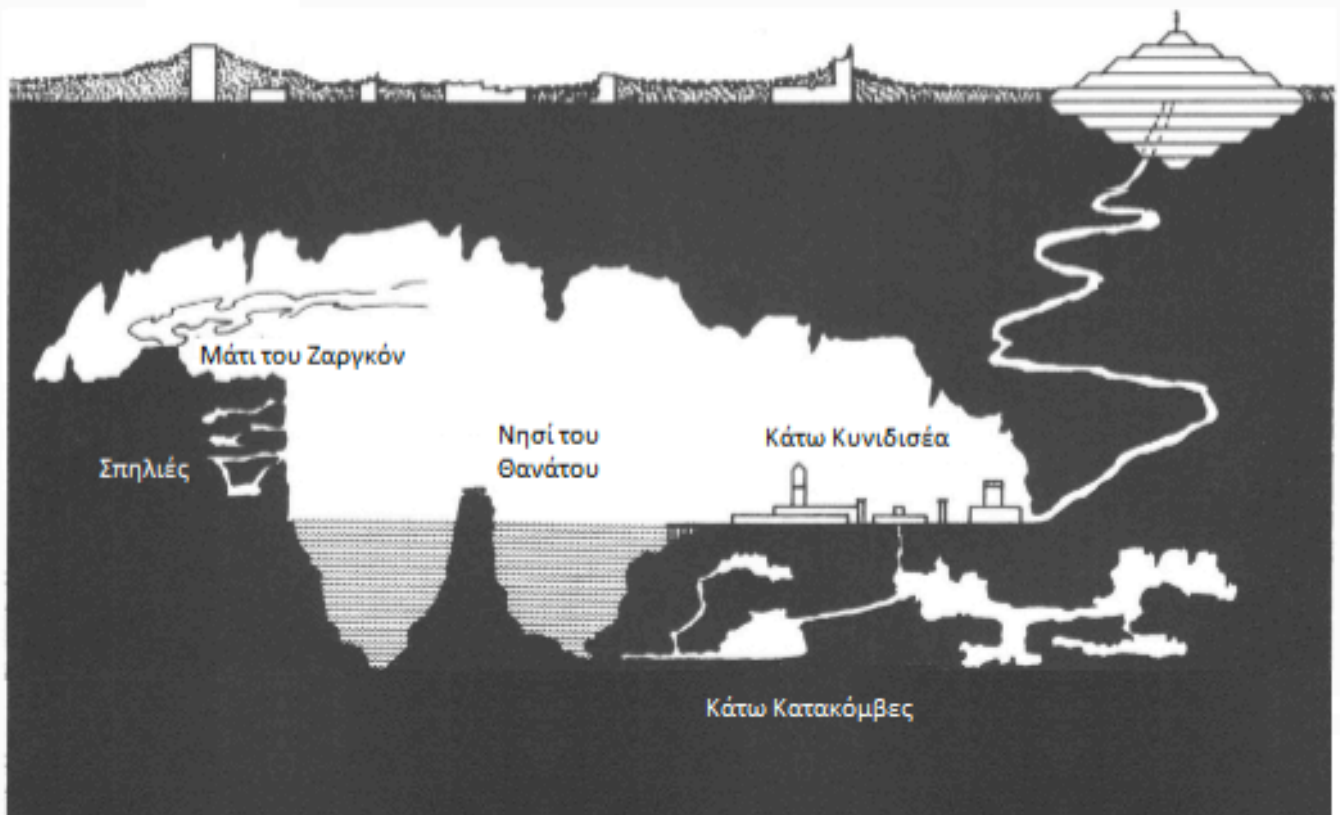 Μάτι του Ζαργκόν
Νησί του
Θανάτου
Κάτω Κυνιδισέα
Σπηλιές
Κάτω Κατακόμβες